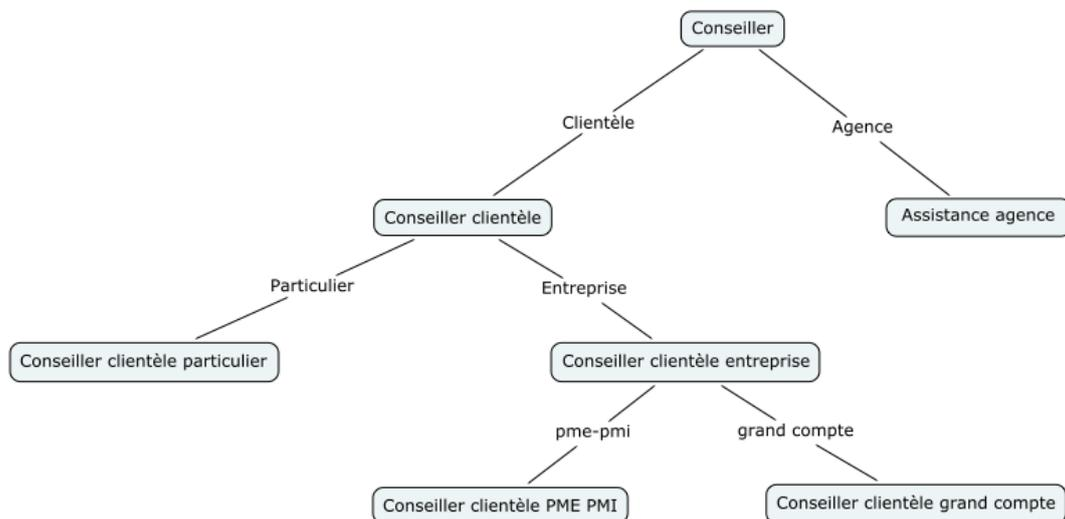 Conseiller
Clientèle
Agence
Conseiller clientèle
Assistance agence
Particulier
Entreprise
Conseiller clientèle particulier
Conseiller clientèle entreprise
pme-pmi
grand compte
Conseiller clientèle PME PMI
Conseiller clientèle grand compte